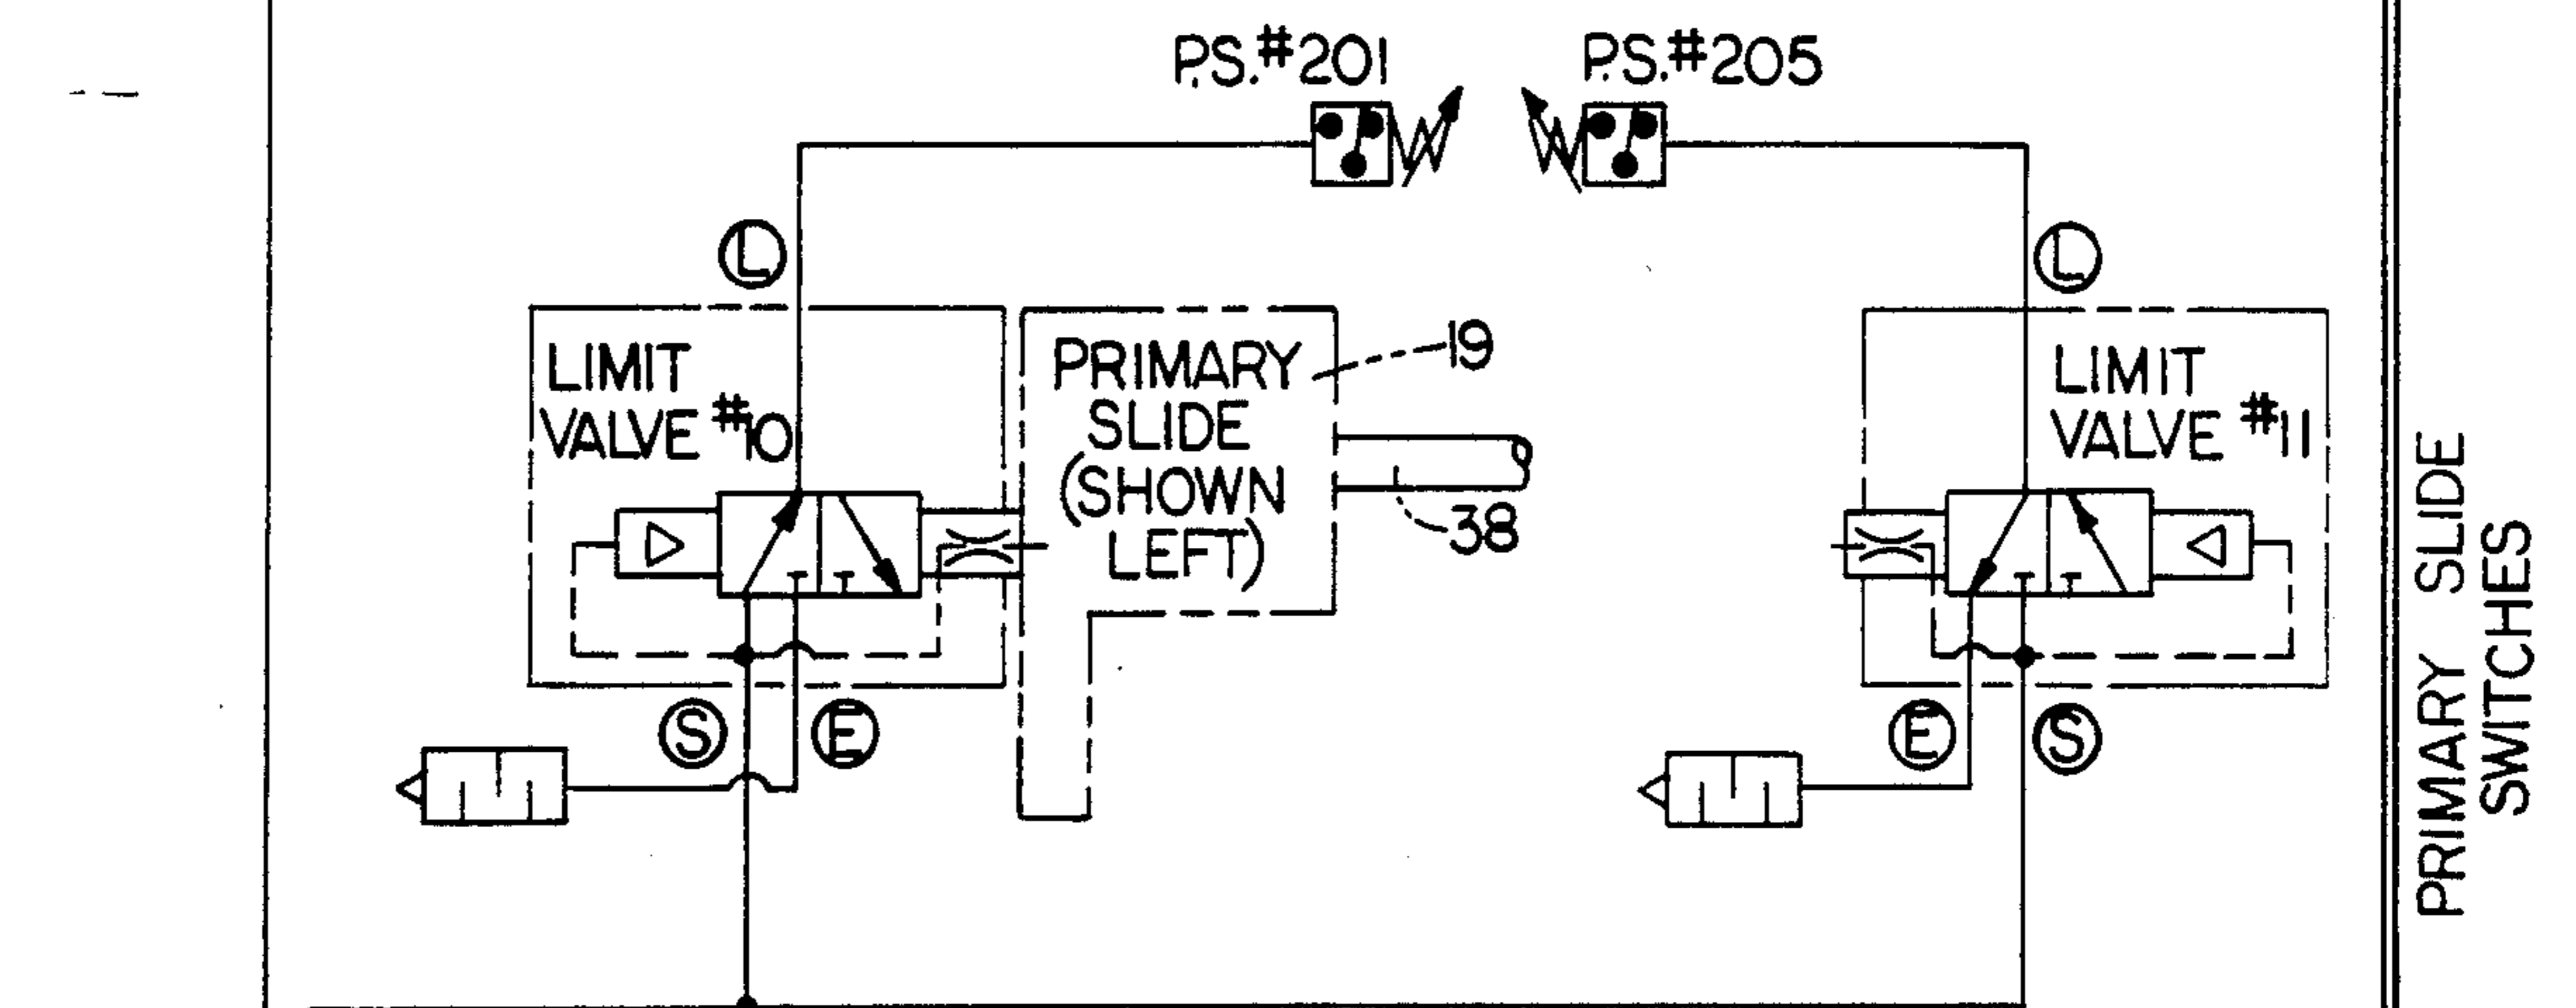 P.S.#201
P.S.#205
L
L
LIMIT
VALVE #10
PRIMARY
SLIDE
(SHOWN
LEFT)
19
38
LIMIT
VALVE #11
S
E
E
S
PRIMARY SLIDE
SWITCHES